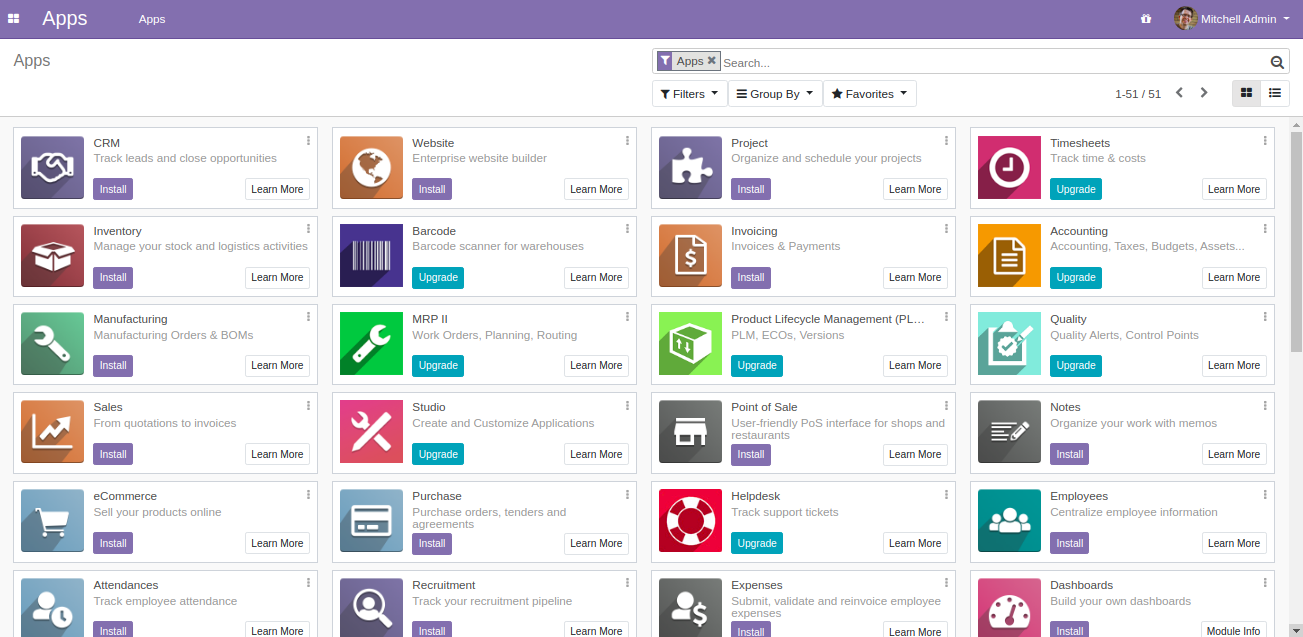 Apps
Apps
Mitchell Admin
Apps
Apps
Search...
Filters
Group By
Favorites
1-51 / 51
CRM
Track leads and close opportunities
Install
Learn More
Website
Enterprise website builder
Install
Learn More
Project
Organize and schedule your projects
Install
Learn More
Timesheets
Track time & costs
Upgrade
Learn More
Inventory
Manage your stock and logistics activities
Install
Learn More
Barcode
Barcode scanner for warehouses
Upgrade
Learn More
Invoicing
Invoices & Payments
Install
Learn More
Accounting
Accounting, Taxes, Budgets, Assets...
Upgrade
Learn More
Manufacturing
Manufacturing Orders & BOMs
Install
Learn More
MRP II
Work Orders, Planning, Routing
Upgrade
Learn More
Product Lifecycle Management (PL...
PLM, ECOs, Versions
Upgrade
Learn More
Quality
Quality Alerts, Control Points
Upgrade
Learn More
Sales
From quotations to invoices
Install
Learn More
Studio
Create and Customize Applications
Upgrade
Learn More
Point of Sale
User-friendly PoS interface for shops and
restaurants
Install
Learn More
Notes
Organize your work with memos
Install
Learn More
eCommerce
Sell your products online
Install
Learn More
Purchase
Purchase orders, tenders and
agreements
Install
Learn More
Helpdesk
Track support tickets
Upgrade
Learn More
Employees
Centralize employee information
Install
Learn More
Attendances
Track employee attendance
Install
Learn More
Recruitment
Track your recruitment pipeline
Install
Learn More
Expenses
Submit, validate and reinvoice employee
expenses
Install
Learn More
Dashboards
Build your own dashboards
Install
Module Info